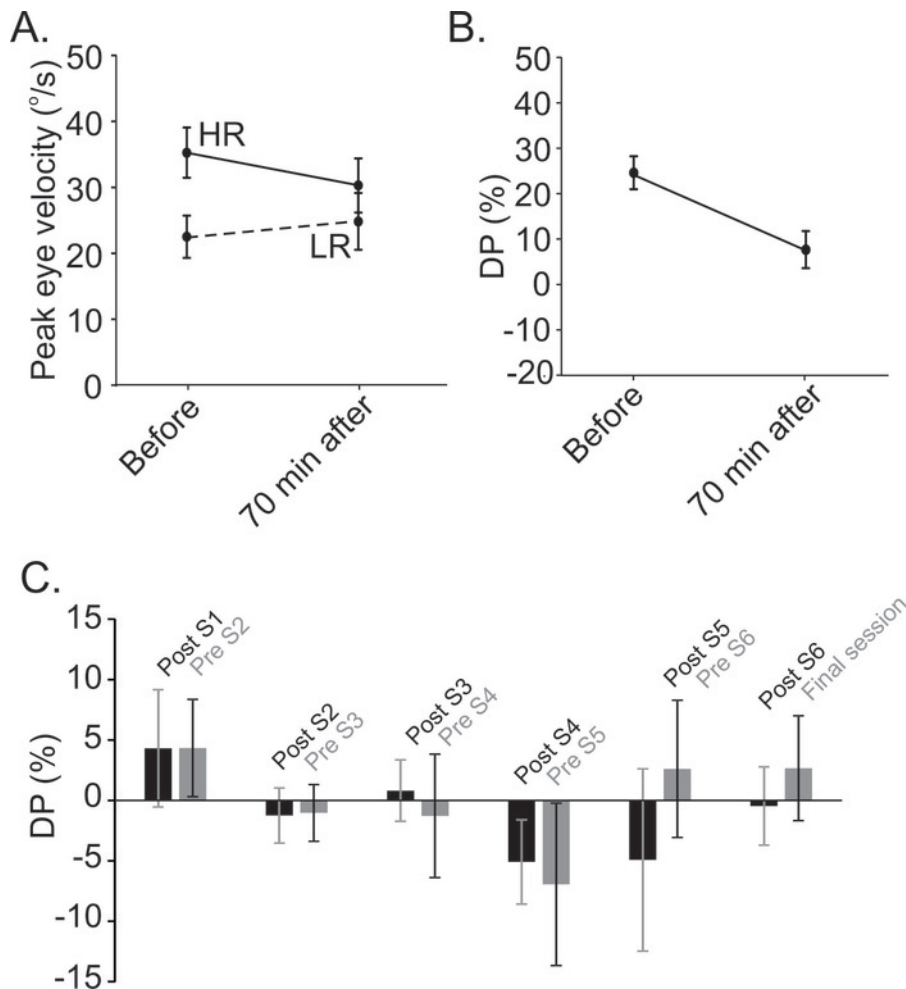 A.
Peak eye velocity (°/s)
50
40
30
20
10
0
HR
LR
Before
70 min after
B.
DP (%)
50
40
30
20
10
0
-10
-20
Before
70 min after
C.
DP (%)
15
10
5
0
-5
-10
-15
Post S1
Pre S2
Post S2
Pre S3
Post S3
Pre S4
Post S4
Pre S5
Post S5
Pre S6
Post S6
Final session